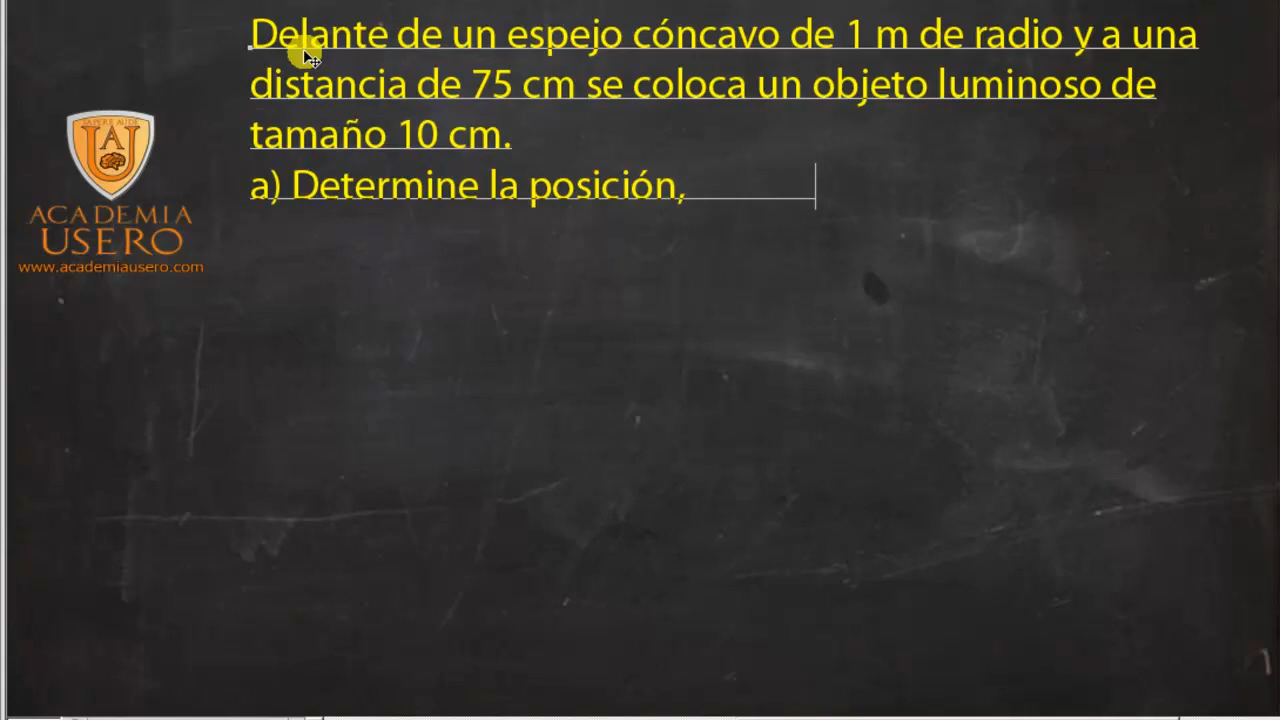 Delante de un espejo cóncavo de 1 m de radio y a una
distancia de 75 cm se coloca un objeto luminoso de
tamaño 10 cm.
a) Determine la posición,
SAPERE AUDE
U A
ACADEMIA
USERO
www.academiausero.com